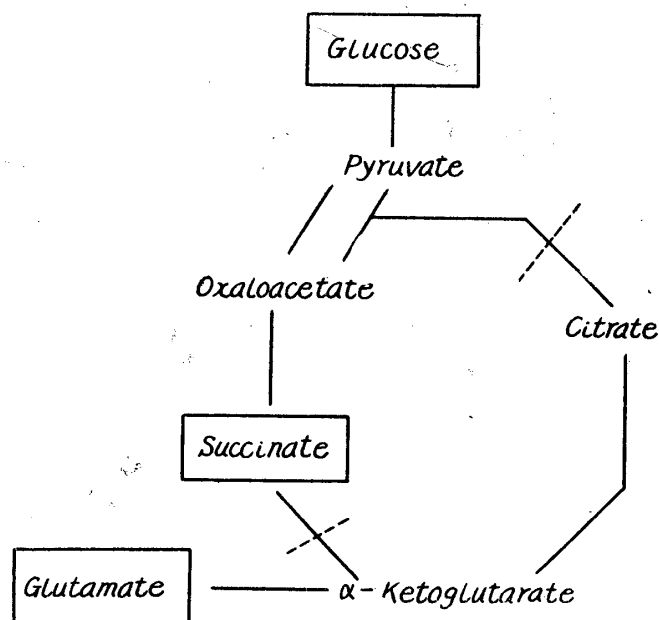 Glucose
Pyruvate
Oxaloacetate
Citrate
Succinate
Glutamate
α-Ketoglutarate